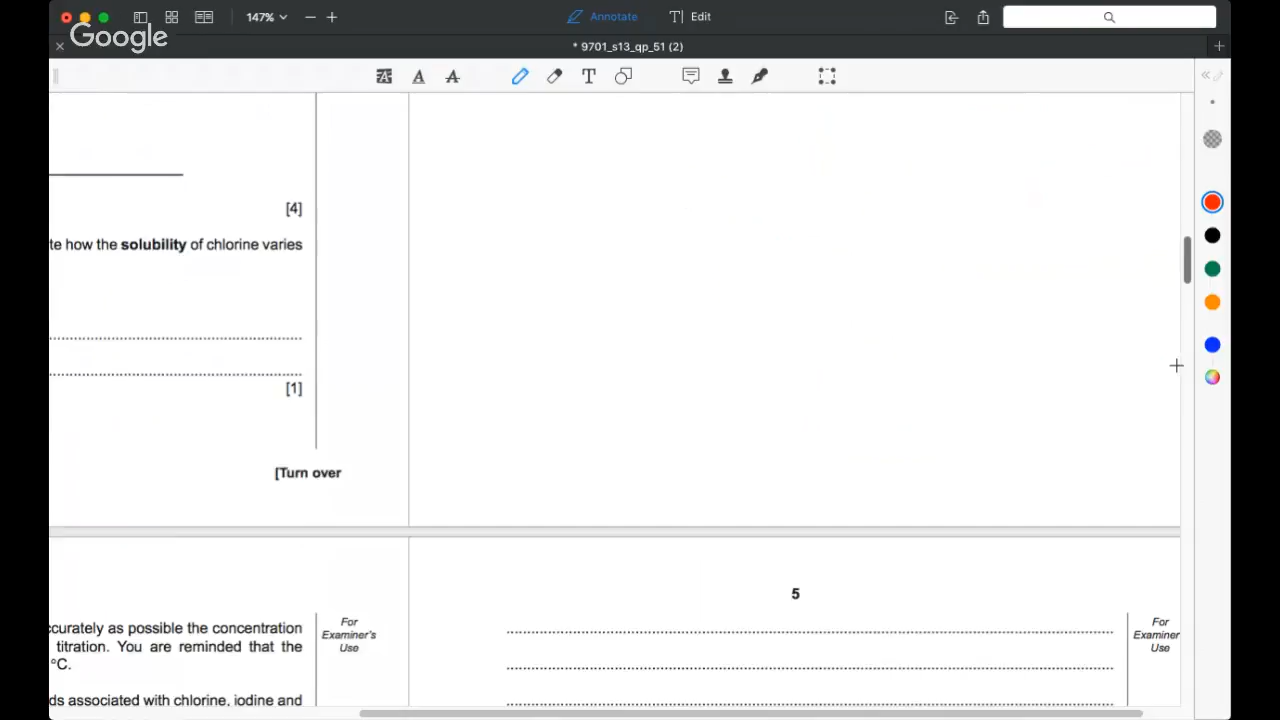 147%
Annotate
T| Edit
Google
* 9701_s13_qp_51 (2)
[4]
te how the solubility of chlorine varies
[1]
[Turn over
5
For
Examiner's
Use
ccurately as possible the concentration
titration. You are reminded that the
°C.
ds associated with chlorine, iodine and
For
Examiner
Use